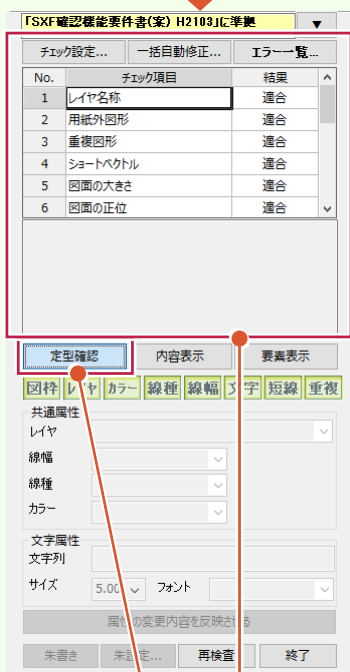 「SXF確認機能要件書(案) H2103」に準拠 ▼
チェック設定... 一括自動修正... エラー一覧...
No. チェック項目 結果
1 レイヤ名称 適合
2 用紙外図形 適合
3 重複図形 適合
4 ショートベクトル 適合
5 図面の大きさ 適合
6 図面の正位 適合
定型確認 内容表示 要素表示
図枠 レイヤ カラー 線種 線幅 文字 短線 重複
共通属性
レイヤ
線幅
線種
カラー
文字属性
文字列
サイズ 5.00 フォント
属性の変更内容を反映させる
朱書き 朱設定... 再検査 終了